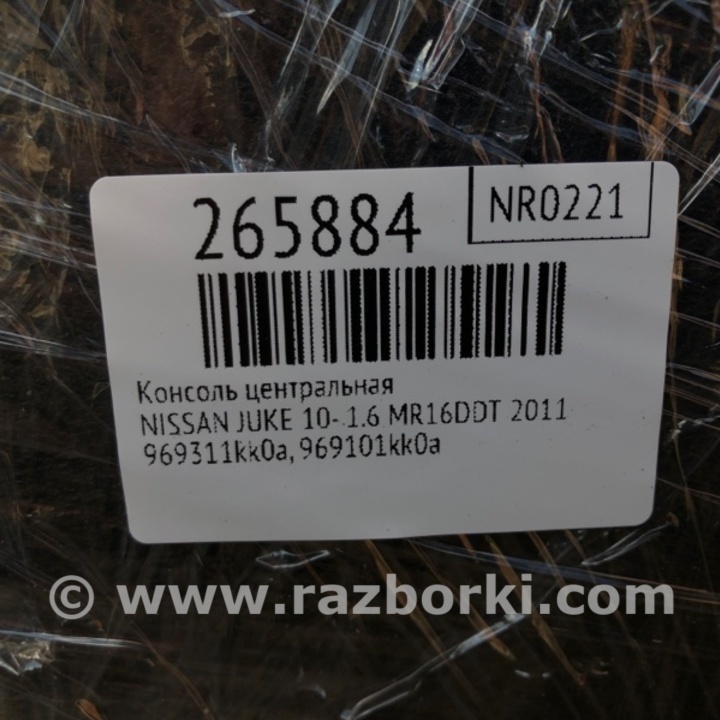 265884
NR0221
Консоль центральная
NISSAN JUKE 10- 1.6 MR16DDT 2011
969311kk0a, 969101kk0a
© www.razborki.com